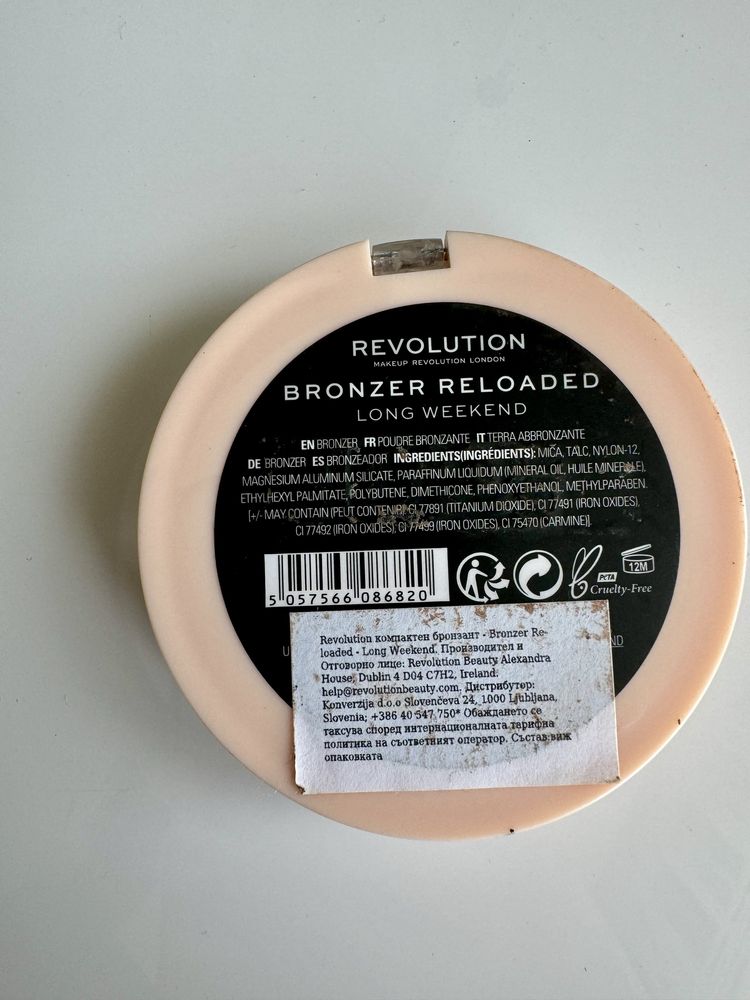 REVOLUTION
MAKEUP REVOLUTION LONDON
BRONZER RELOADED
LONG WEEKEND
EN BRONZER FR POUDRE BRONZANTE IT TERRA ABBRONZANTE
DE BRONZER ES BRONZEADOR INGREDIENTS(INGRÉDIENTS): MICA, TALC, NYLON-12,
MAGNESIUM ALUMINUM SILICATE, PARAFFINUM LIQUIDUM (MINERAL OIL, HUILE MINERALE),
ETHYLHEXYL PALMITATE, POLYBUTENE, DIMETHICONE, PHENOXYETHANOL, METHYLPARABEN.
[+/- MAY CONTAIN (PEUT CONTENIR): CI 77891 (TITANIUM DIOXIDE), CI 77491 (IRON OXIDES),
CI 77492 (IRON OXIDES), CI 77499 (IRON OXIDES), CI 75470 (CARMINE)].
5 057566 086820
PETA
Cruelty-Free
12M
Revolution компактен бронзант - Bronzer Re-
loaded - Long Weekend. Производител и
Отговорно лице: Revolution Beauty, Alexandra
House, Dublin 4 D04 C7H2, Ireland.
help@revolutionbeauty.com. Дистрибутер:
Konverzija d.o.o Slovenčeva 24, 1000 Ljubljana,
Slovenia; +386 40 547 750* Обаждането се
таксува според интернационалната тарифна
политика на съответният оператор. Състав:виж
опаковката